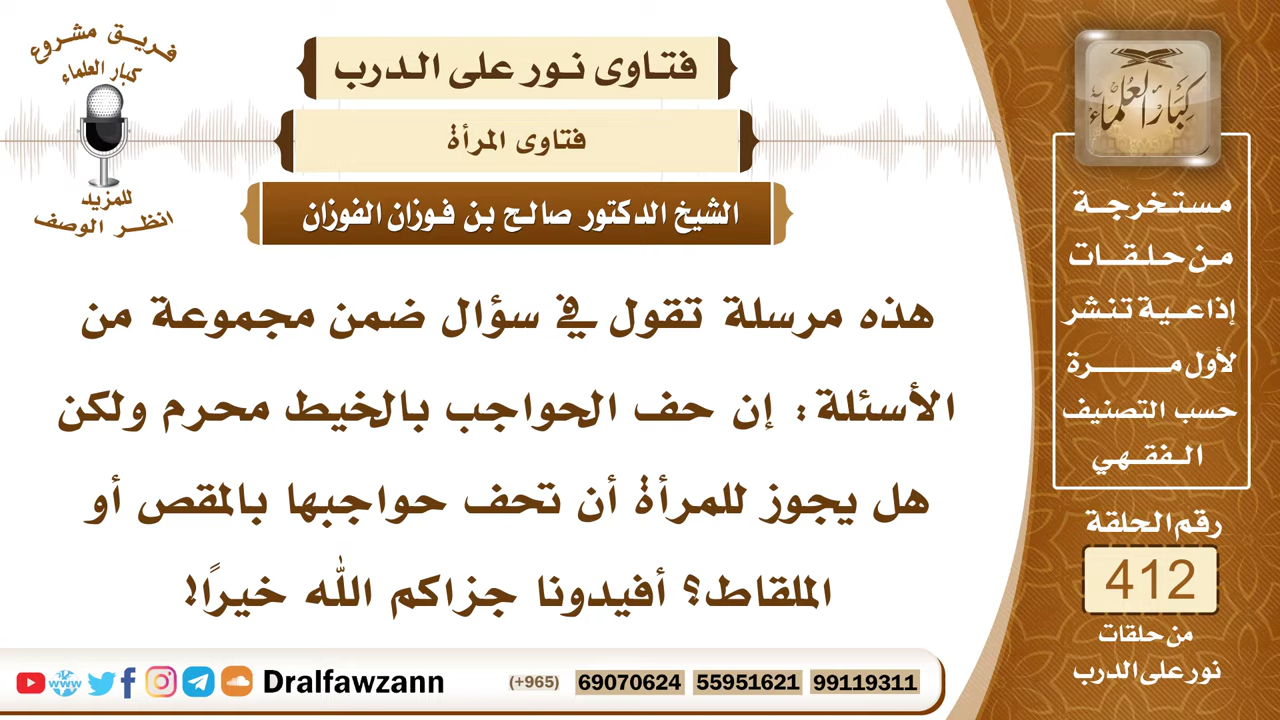 فريق مشروع
كبار العلماء
للمزيد
انظر الوصف
فتاوى نور على الدرب
فتاوى المرأة
الشيخ الدكتور صالح بن فوزان الفوزان
هذه مرسلة تقول في سؤال ضمن مجموعة من
الأسئلة: إن حف الحواجب بالخيط محرم ولكن
هل يجوز للمرأة أن تحف حواجبها بالمقص أو
الملقاط؟ أفيدونا جزاكم الله خيرًا!
كبار العلماء
مستخرجة
من حلقات
إذاعية تنشر
لأول مرة
حسب التصنيف
الفقهي
رقم الحلقة
412
من حلقات
نور على الدرب
www
Dralfawzann
(+965) 69070624 55951621 99119311